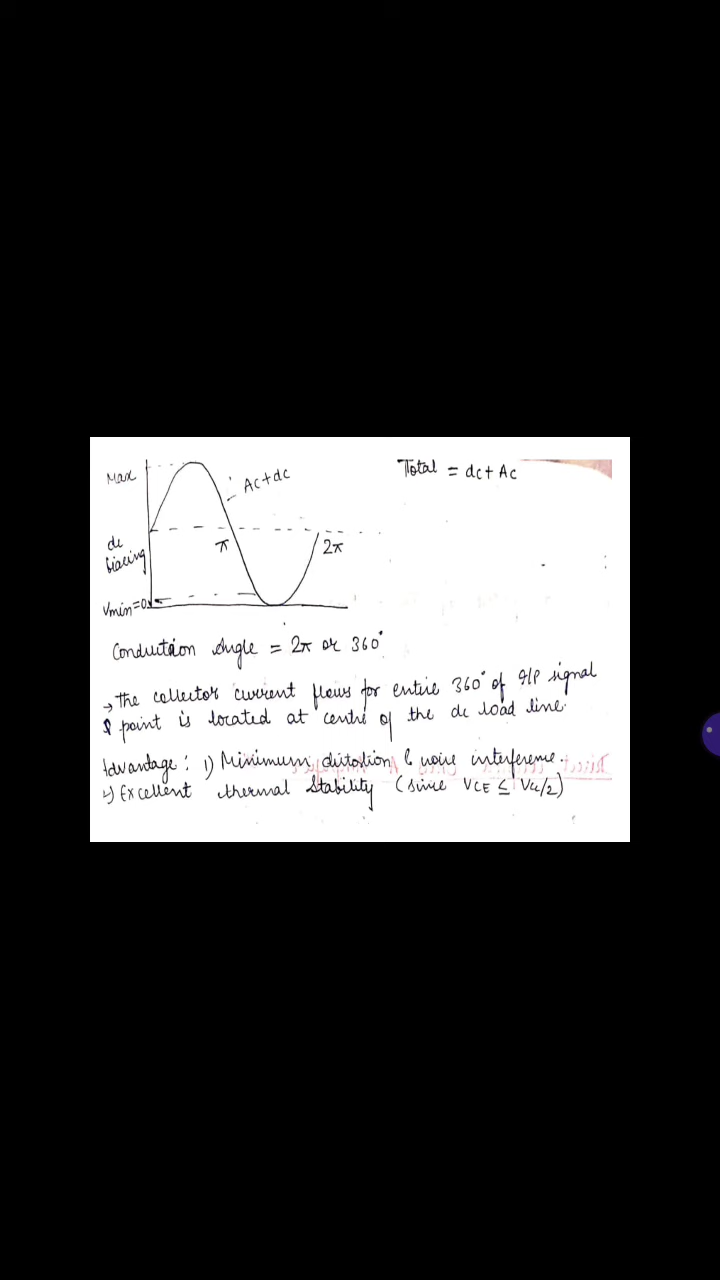 Max
Ac+dc
Total = dc+Ac
dc
biacing
π
2π
Vmin=0
Conduction Angle = 2π or 360°
→ The collector current flows for entire 360° of I/P signal
Q point is located at centre of the dc load line.
Advantage: 1) Minimum distortion & noise interference.
2) Excellent thermal Stability (since VCE ≤ Vcc/2)